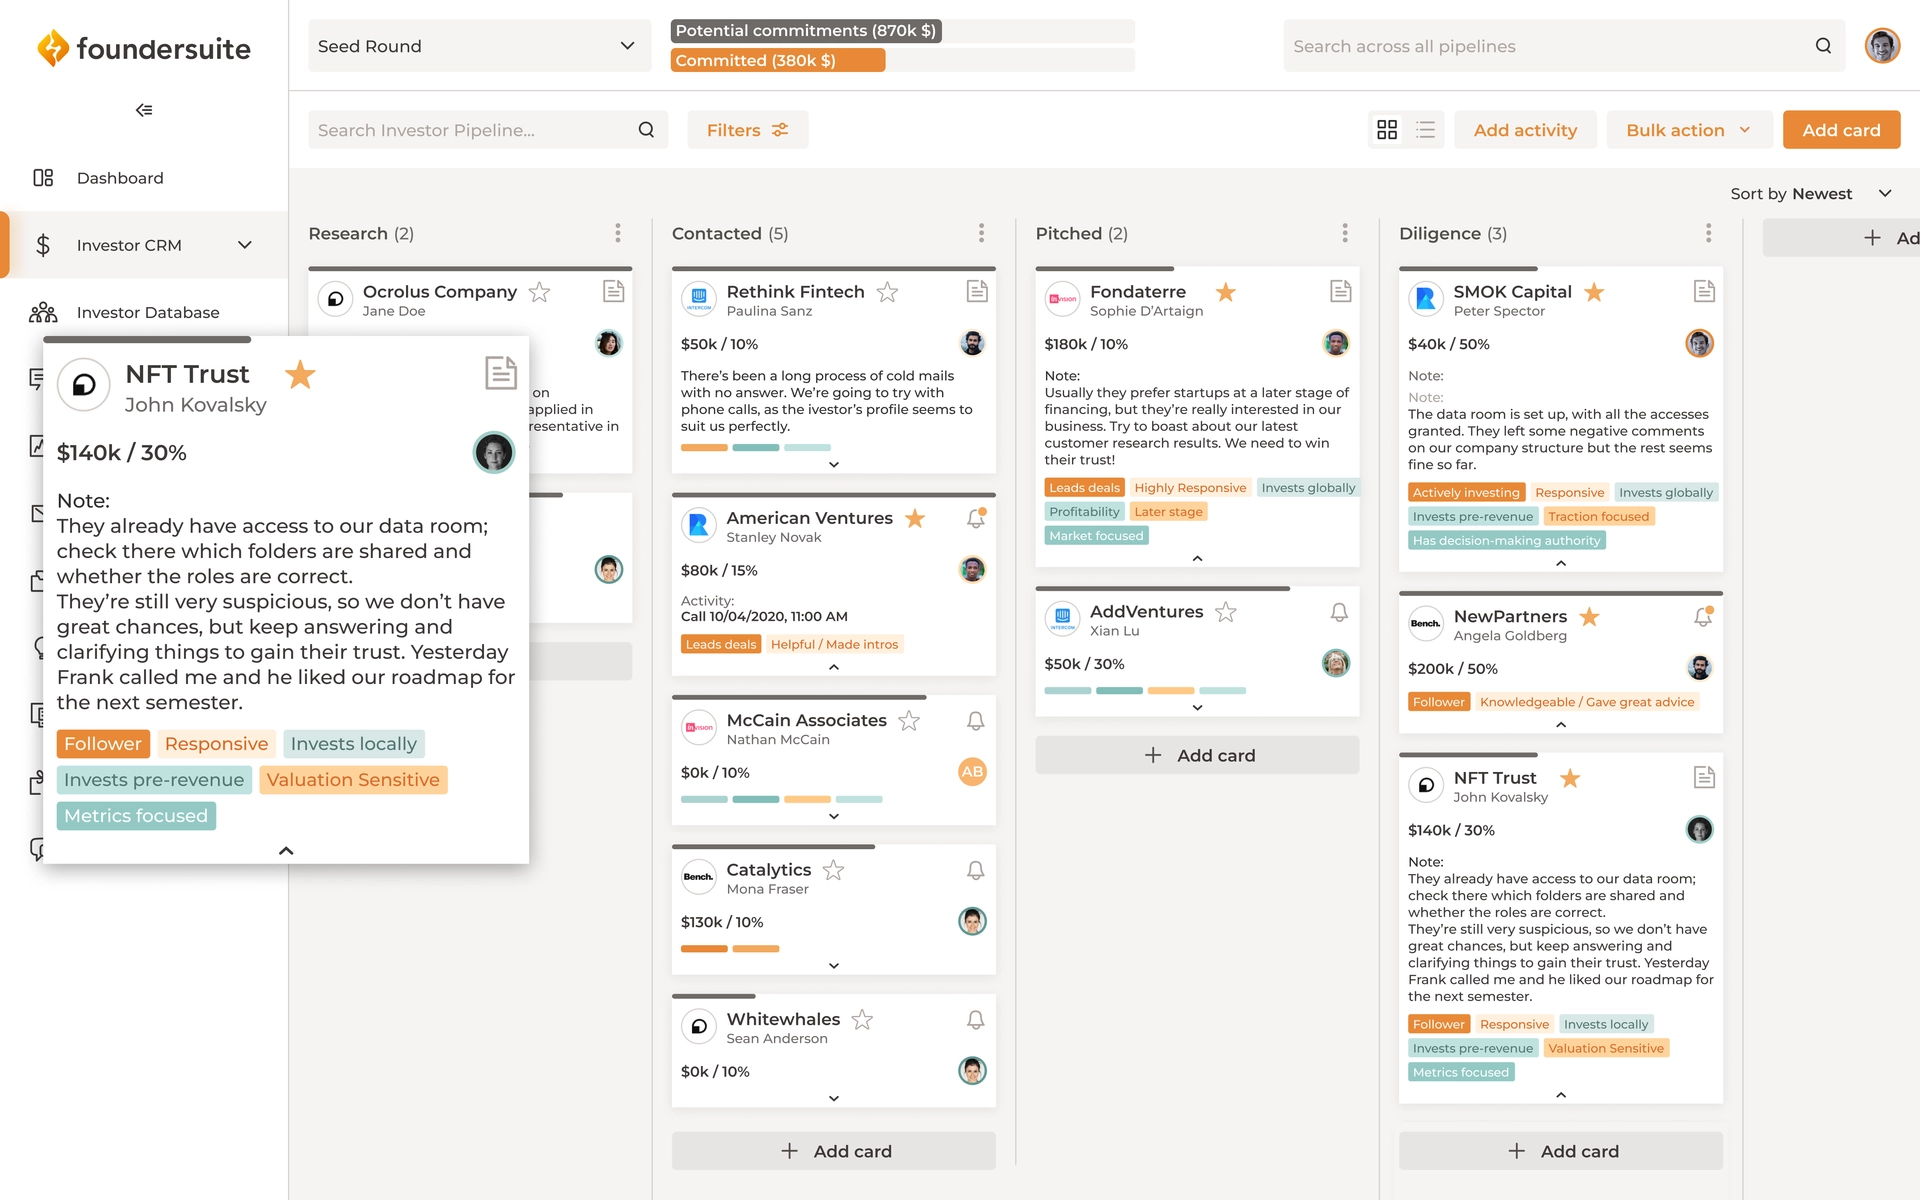 foundersuite
Seed Round
Potential commitments (870k $)
Committed (380k $)
Search across all pipelines
Search Investor Pipeline...
Filters
Add activity
Bulk action
Add card
Dashboard
Investor CRM
Investor Database
Sort by Newest
Research (2)
Ocrolus Company
Jane Doe
on
applied in
resentative in
NFT Trust
John Kovalsky
$140k / 30%
Note:
They already have access to our data room;
check there which folders are shared and
whether the roles are correct.
They're still very suspicious, so we don't have
great chances, but keep answering and
clarifying things to gain their trust. Yesterday
Frank called me and he liked our roadmap for
the next semester.
Follower Responsive Invests locally
Invests pre-revenue Valuation Sensitive
Metrics focused
Contacted (5)
INTERCOM
Rethink Fintech
Paulina Sanz
$50k / 10%
There's been a long process of cold mails
with no answer. We're going to try with
phone calls, as the ivestor's profile seems to
suit us perfectly.
American Ventures
Stanley Novak
$80k / 15%
Activity:
Call 10/04/2020, 11:00 AM
Leads deals Helpful / Made intros
invision
McCain Associates
Nathan McCain
$0k / 10%
AB
Bench.
Catalytics
Mona Fraser
$130k / 10%
Whitewhales
Sean Anderson
$0k / 10%
Add card
Pitched (2)
invision
Fondaterre
Sophie D'Artaign
$180k / 10%
Note:
Usually they prefer startups at a later stage of
financing, but they're really interested in our
business. Try to boast about our latest
customer research results. We need to win
their trust!
Leads deals Highly Responsive Invests globally
Profitability Later stage
Market focused
INTERCOM
AddVentures
Xian Lu
$50k / 30%
Add card
Diligence (3)
SMOK Capital
Peter Spector
$40k / 50%
Note:
Note:
The data room is set up, with all the accesses
granted. They left some negative comments
on our company structure but the rest seems
fine so far.
Actively investing Responsive Invests globally
Invests pre-revenue Traction focused
Has decision-making authority
Bench.
NewPartners
Angela Goldberg
$200k / 50%
Follower Knowledgeable / Gave great advice
NFT Trust
John Kovalsky
$140k / 30%
Note:
They already have access to our data room;
check there which folders are shared and
whether the roles are correct.
They're still very suspicious, so we don't have
great chances, but keep answering and
clarifying things to gain their trust. Yesterday
Frank called me and he liked our roadmap for
the next semester.
Follower Responsive Invests locally
Invests pre-revenue Valuation Sensitive
Metrics focused
Add card
Ad